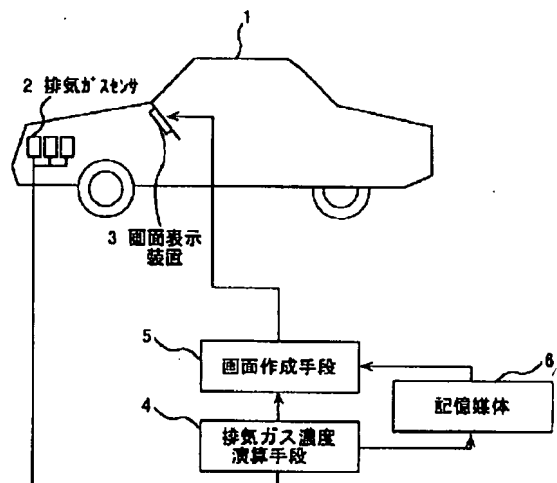 1
2 排気ガスセンサ
3 画面表示
装置
5
画面作成手段
6
記憶媒体
4
排気ガス濃度
演算手段